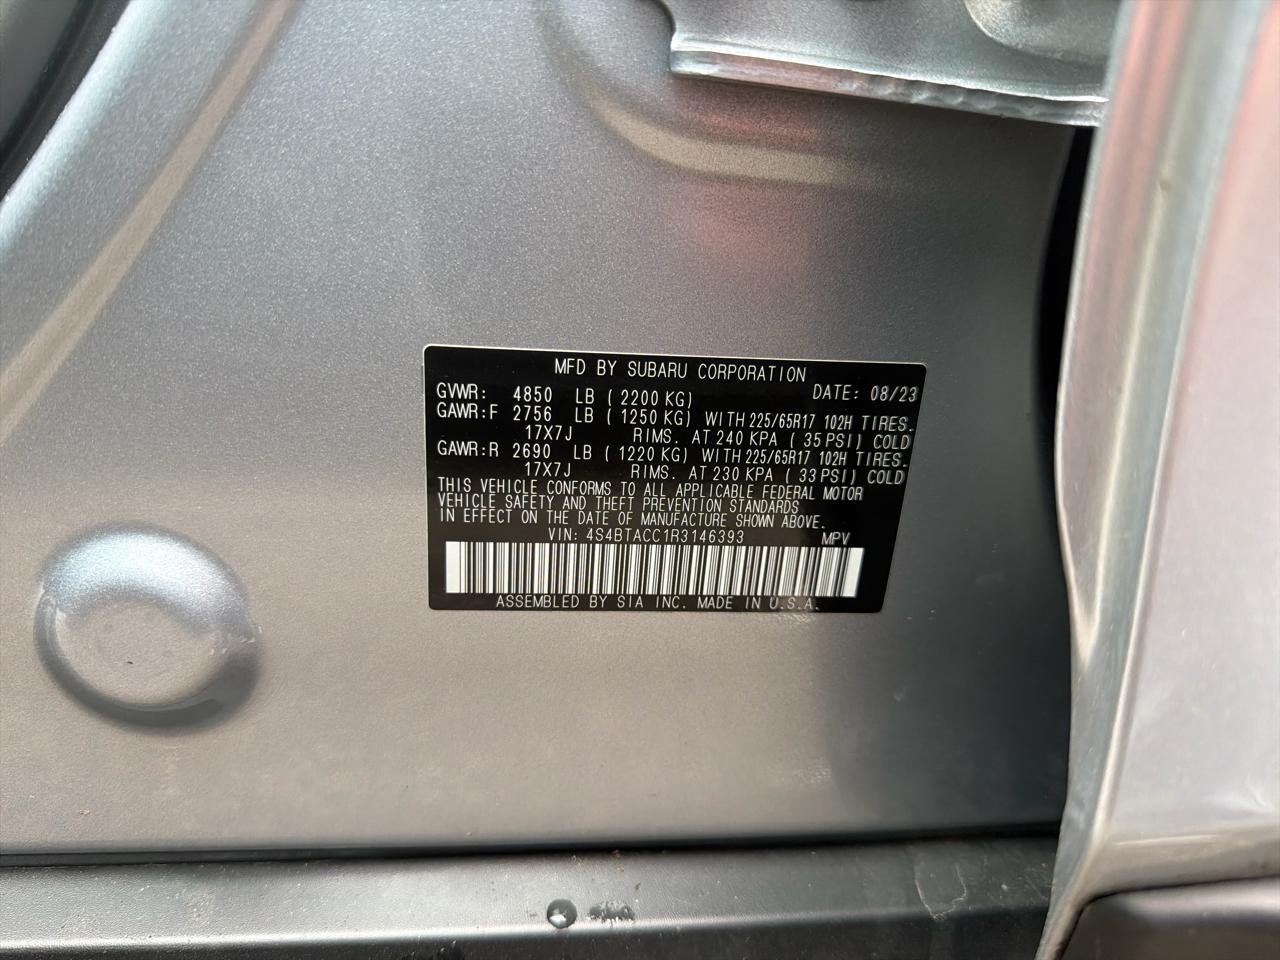 MFD BY SUBARU CORPORATION
GVWR: 4850 LB (2200 KG) DATE: 08/23
GAWR:F 2756 LB (1250 KG) WITH 225/65R17 102H TIRES.
17X7J RIMS. AT 240 KPA (35 PSI) COLD
GAWR:R 2690 LB (1220 KG) WITH 225/65R17 102H TIRES.
17X7J RIMS. AT 230 KPA (33 PSI) COLD
THIS VEHICLE CONFORMS TO ALL APPLICABLE FEDERAL MOTOR
VEHICLE SAFETY AND THEFT PREVENTION STANDARDS
IN EFFECT ON THE DATE OF MANUFACTURE SHOWN ABOVE.
VIN: 4S4BTACC1R3146393 MPV
ASSEMBLED BY SIA INC. MADE IN U.S.A.